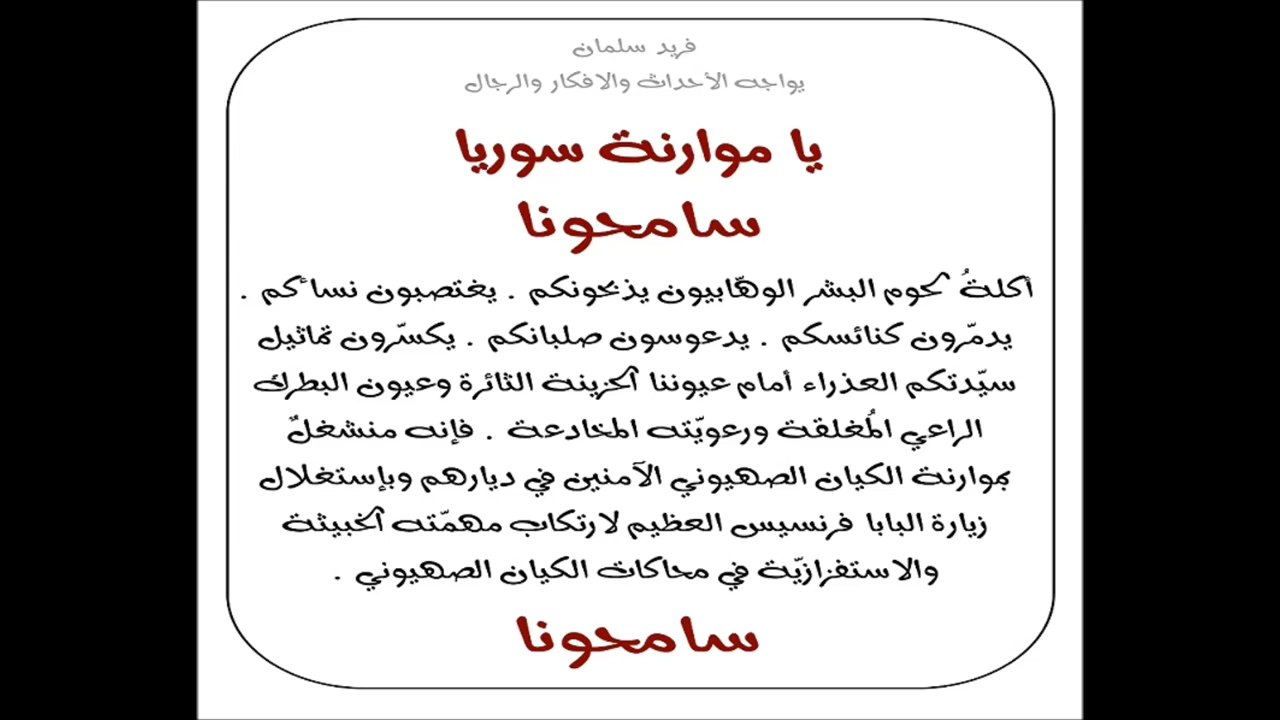 فريد سلمان
يواجه الأحداث والافكار والرجال
يا موارنة سوريا
سامحونا
أكلةُ لحوم البشر الوهّابيون يذبحونكم . يغتصبون نساءكم .
يدمّرون كنائسكم . يدعوسون صلبانكم . يكسّرون تماثيل
سيّدتكم العذراء أمام عيوننا الحزينة الثائرة وعيون البطرك
الراعي المُغلقة ورعويّته المخادعة . فإنه منشغلٌ
بموارنة الكيان الصهيوني الآمنين في ديارهم وبإستغلال
زيارة البابا فرنسيس العظيم لارتكاب مهمّته الخبيثة
والاستفزازيّة في محاكات الكيان الصهيوني .
سامحونا